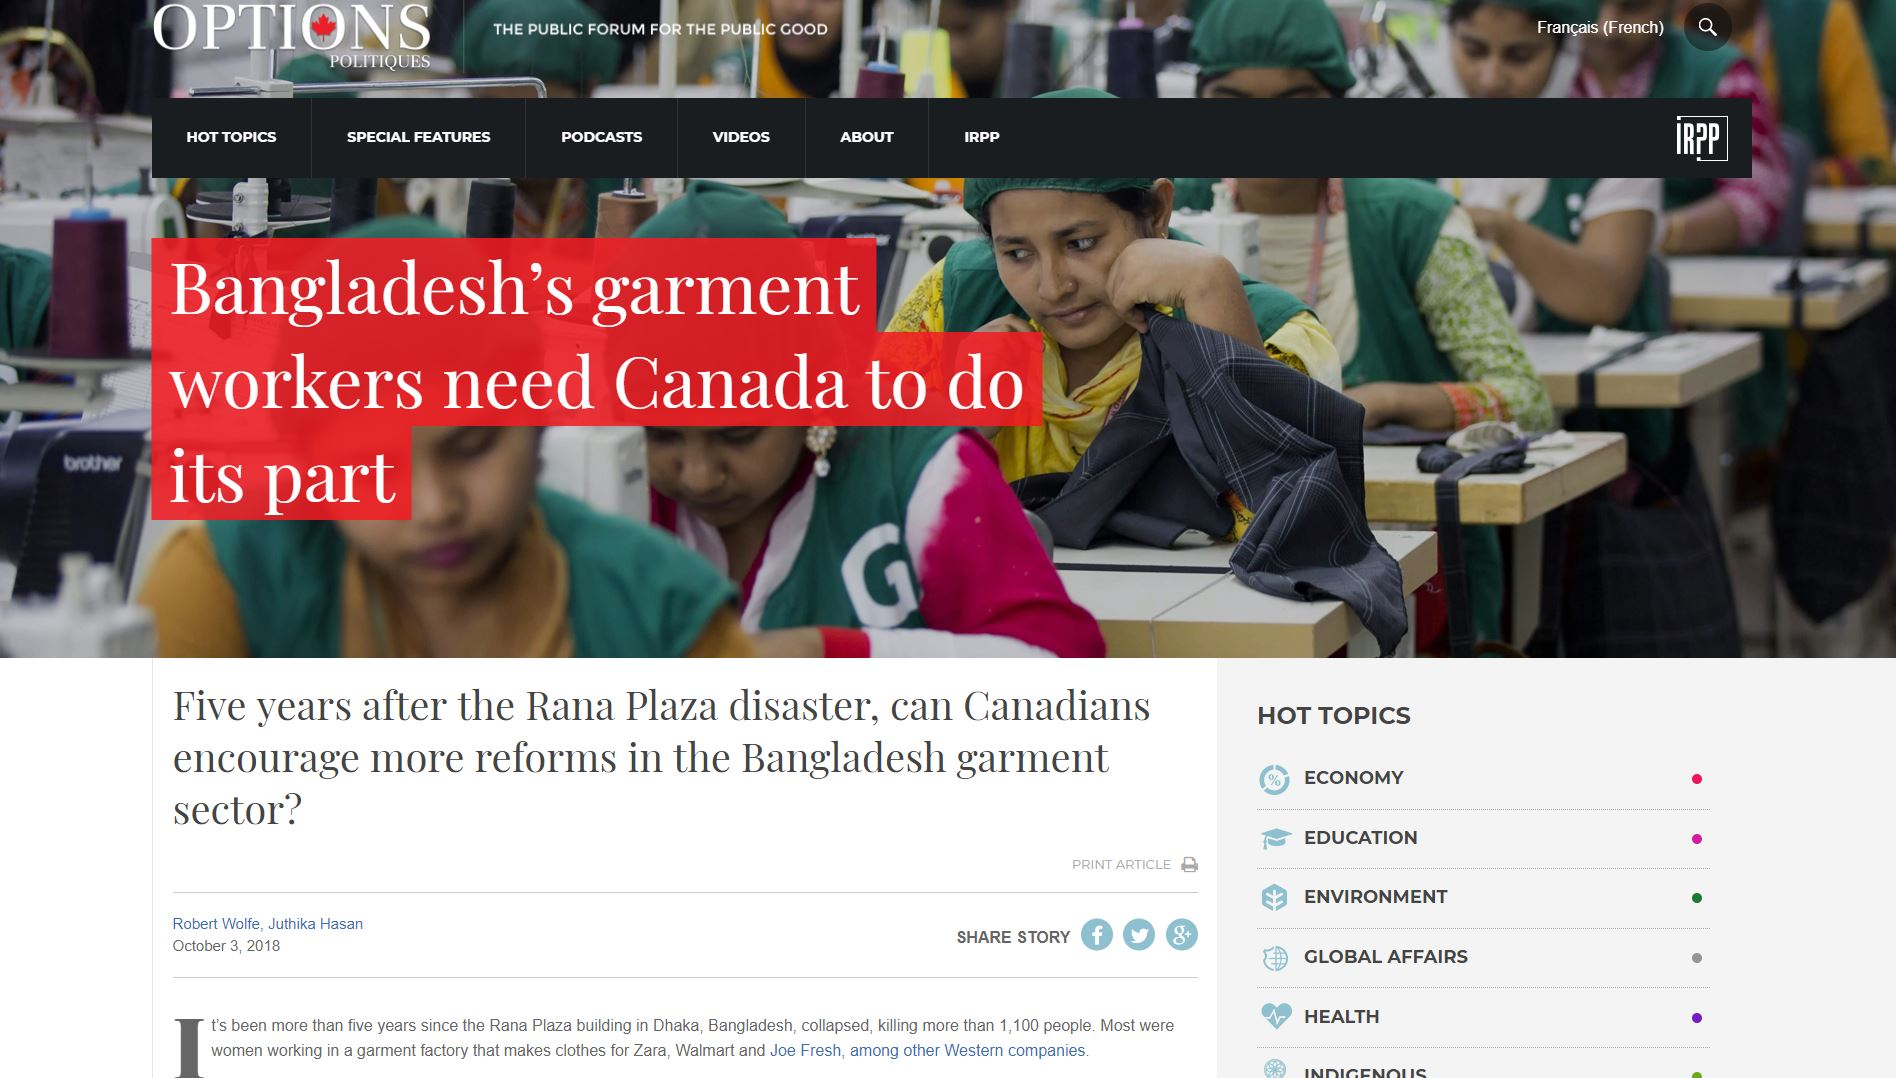 OPTIONS
POLITIQUES
THE PUBLIC FORUM FOR THE PUBLIC GOOD
Français (French)
HOT TOPICS
SPECIAL FEATURES
PODCASTS
VIDEOS
ABOUT
IRPP
IRPP
Bangladesh’s garment
workers need Canada to do
its part
brother
G
Five years after the Rana Plaza disaster, can Canadians
encourage more reforms in the Bangladesh garment
sector?
PRINT ARTICLE
Robert Wolfe, Juthika Hasan
October 3, 2018
SHARE STORY
It’s been more than five years since the Rana Plaza building in Dhaka, Bangladesh, collapsed, killing more than 1,100 people. Most were
women working in a garment factory that makes clothes for Zara, Walmart and Joe Fresh, among other Western companies.
HOT TOPICS
ECONOMY
EDUCATION
ENVIRONMENT
GLOBAL AFFAIRS
HEALTH
INDIGENOUS